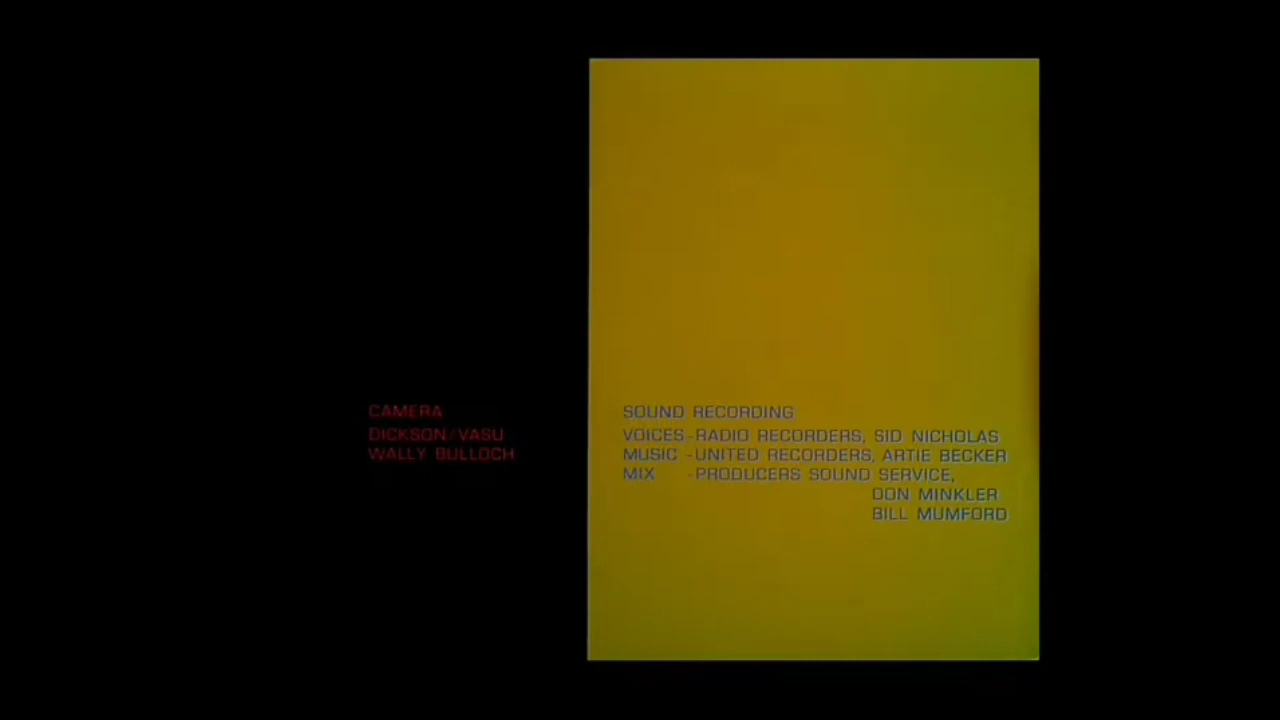 CAMERA
DICKSON/VASU
WALLY BULLOCH
SOUND RECORDING
VOICES - RADIO RECORDERS, SID NICHOLAS
MUSIC - UNITED RECORDERS, ARTIE BECKER
MIX - PRODUCERS SOUND SERVICE,
DON MINKLER
BILL MUMFORD